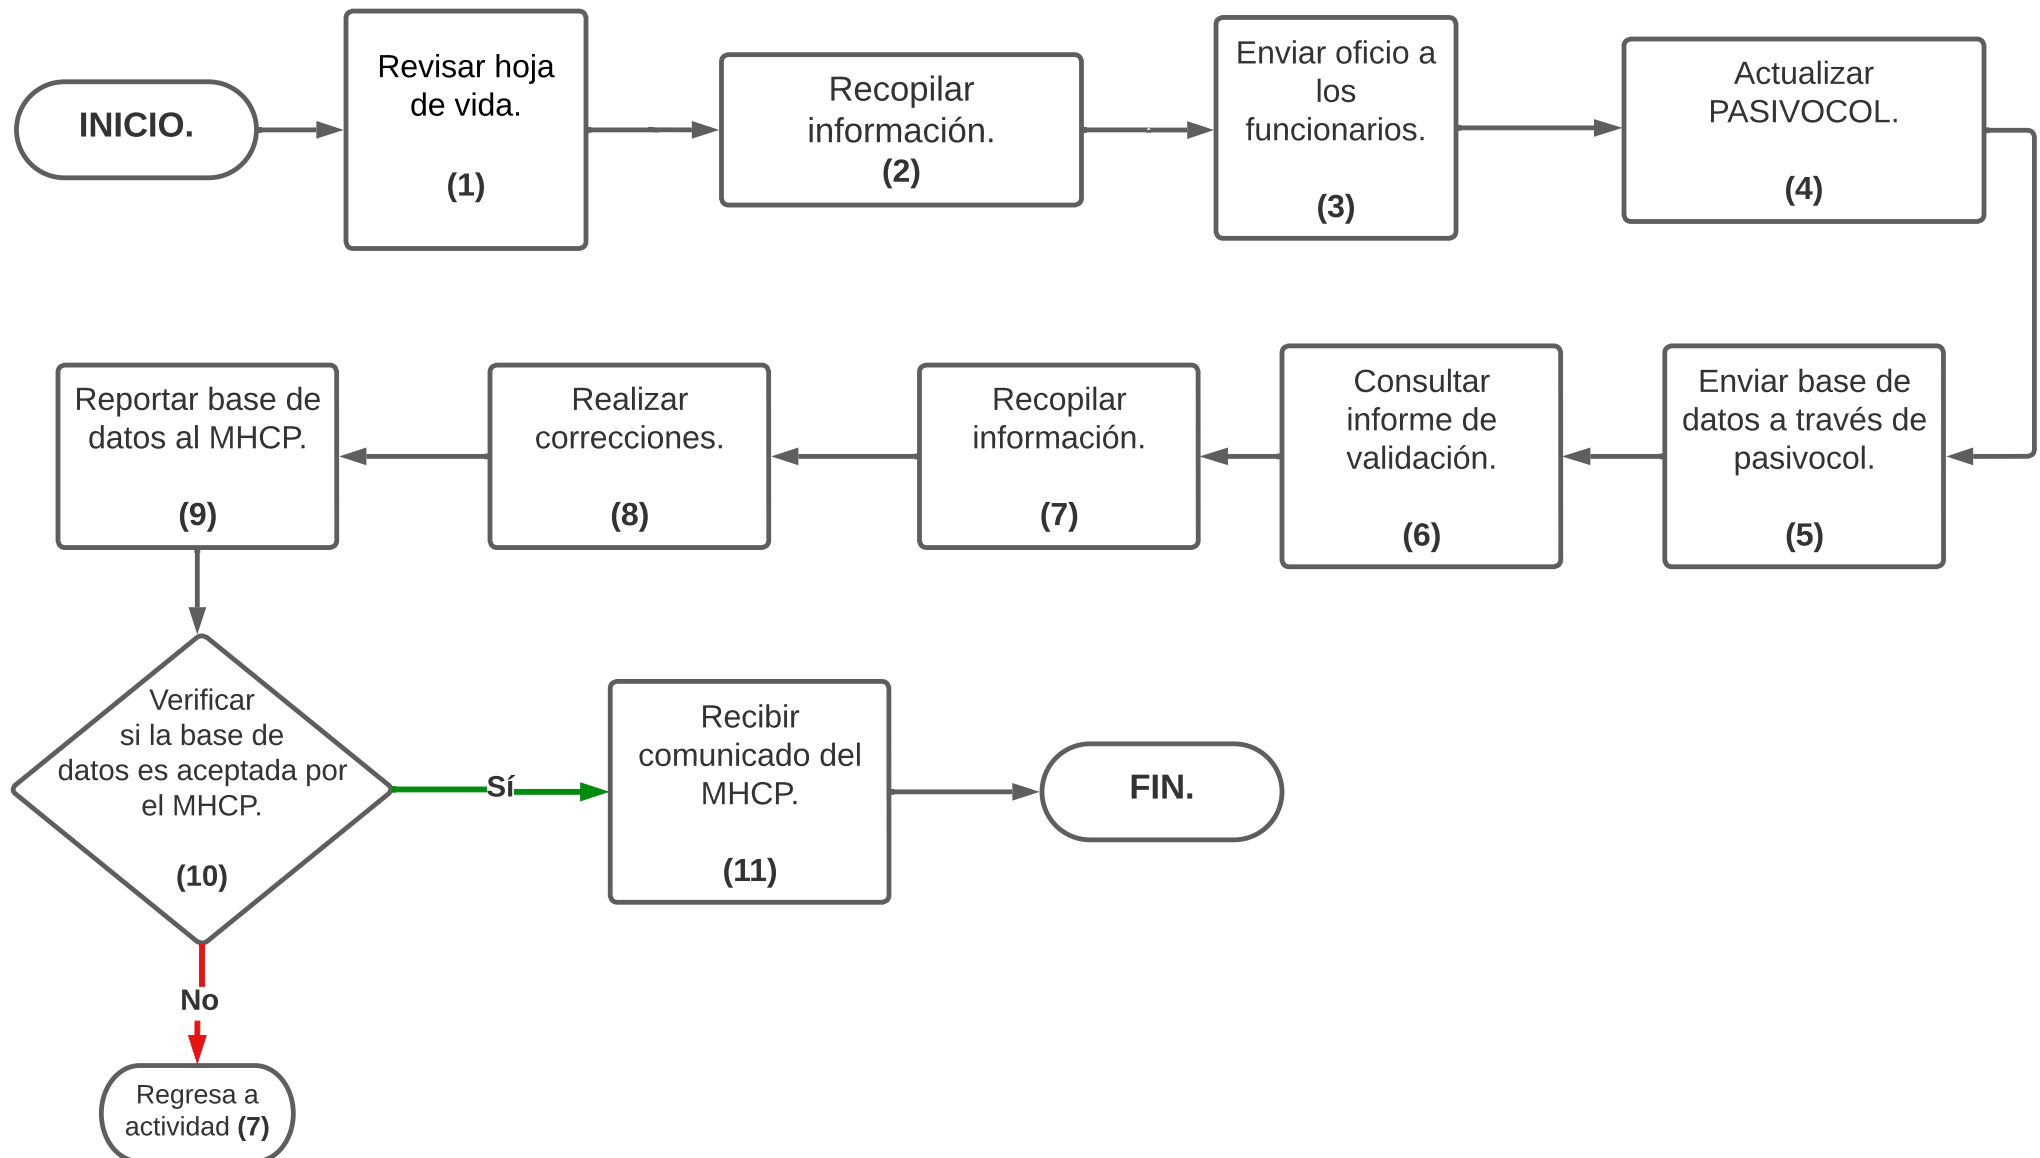 INICIO.
Revisar hoja
de vida.
(1)
Recopilar
información.
(2)
Enviar oficio a
los
funcionarios.
(3)
Actualizar
PASIVOCOL.
(4)
Enviar base de
datos a través de
pasivocol.
(5)
Consultar
informe de
validación.
(6)
Recopilar
información.
(7)
Realizar
correcciones.
(8)
Reportar base de
datos al MHCP.
(9)
Verificar
si la base de
datos es aceptada por
el MHCP.
(10)
Sí
Recibir
comunicado del
MHCP.
(11)
FIN.
No
Regresa a
actividad (7)